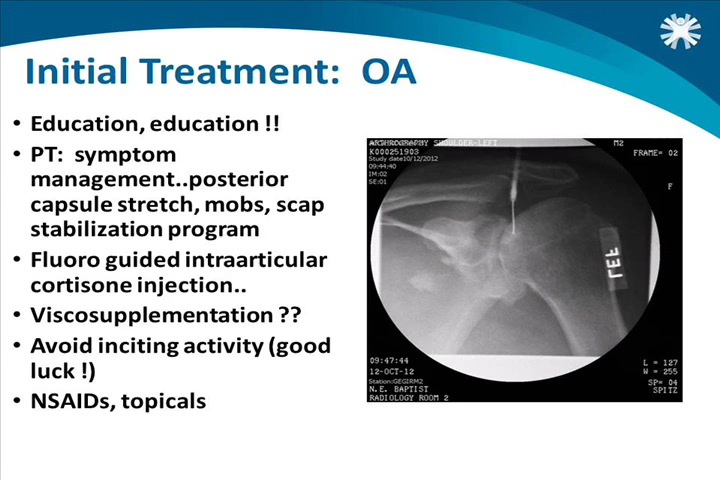 Initial Treatment: OA
• Education, education !!
• PT: symptom
management..posterior
capsule stretch, mobs, scap
stabilization program
• Fluoro guided intraarticular
cortisone injection..
• Viscosupplementation ??
• Avoid inciting activity (good
luck !)
• NSAIDs, topicals
ARTHROGRAPHY SHOULDER-LEFT M2
K000251903 FRAME= 02
Study date10/12/2012
09:44:40
IM:02 F
SE:01
LEF
09:47:44 L = 127
12-OCT-12 W = 255
Station:GEGIRM2 SP= 04
N.E. BAPTIST SPITZ
RADIOLOGY ROOM 2